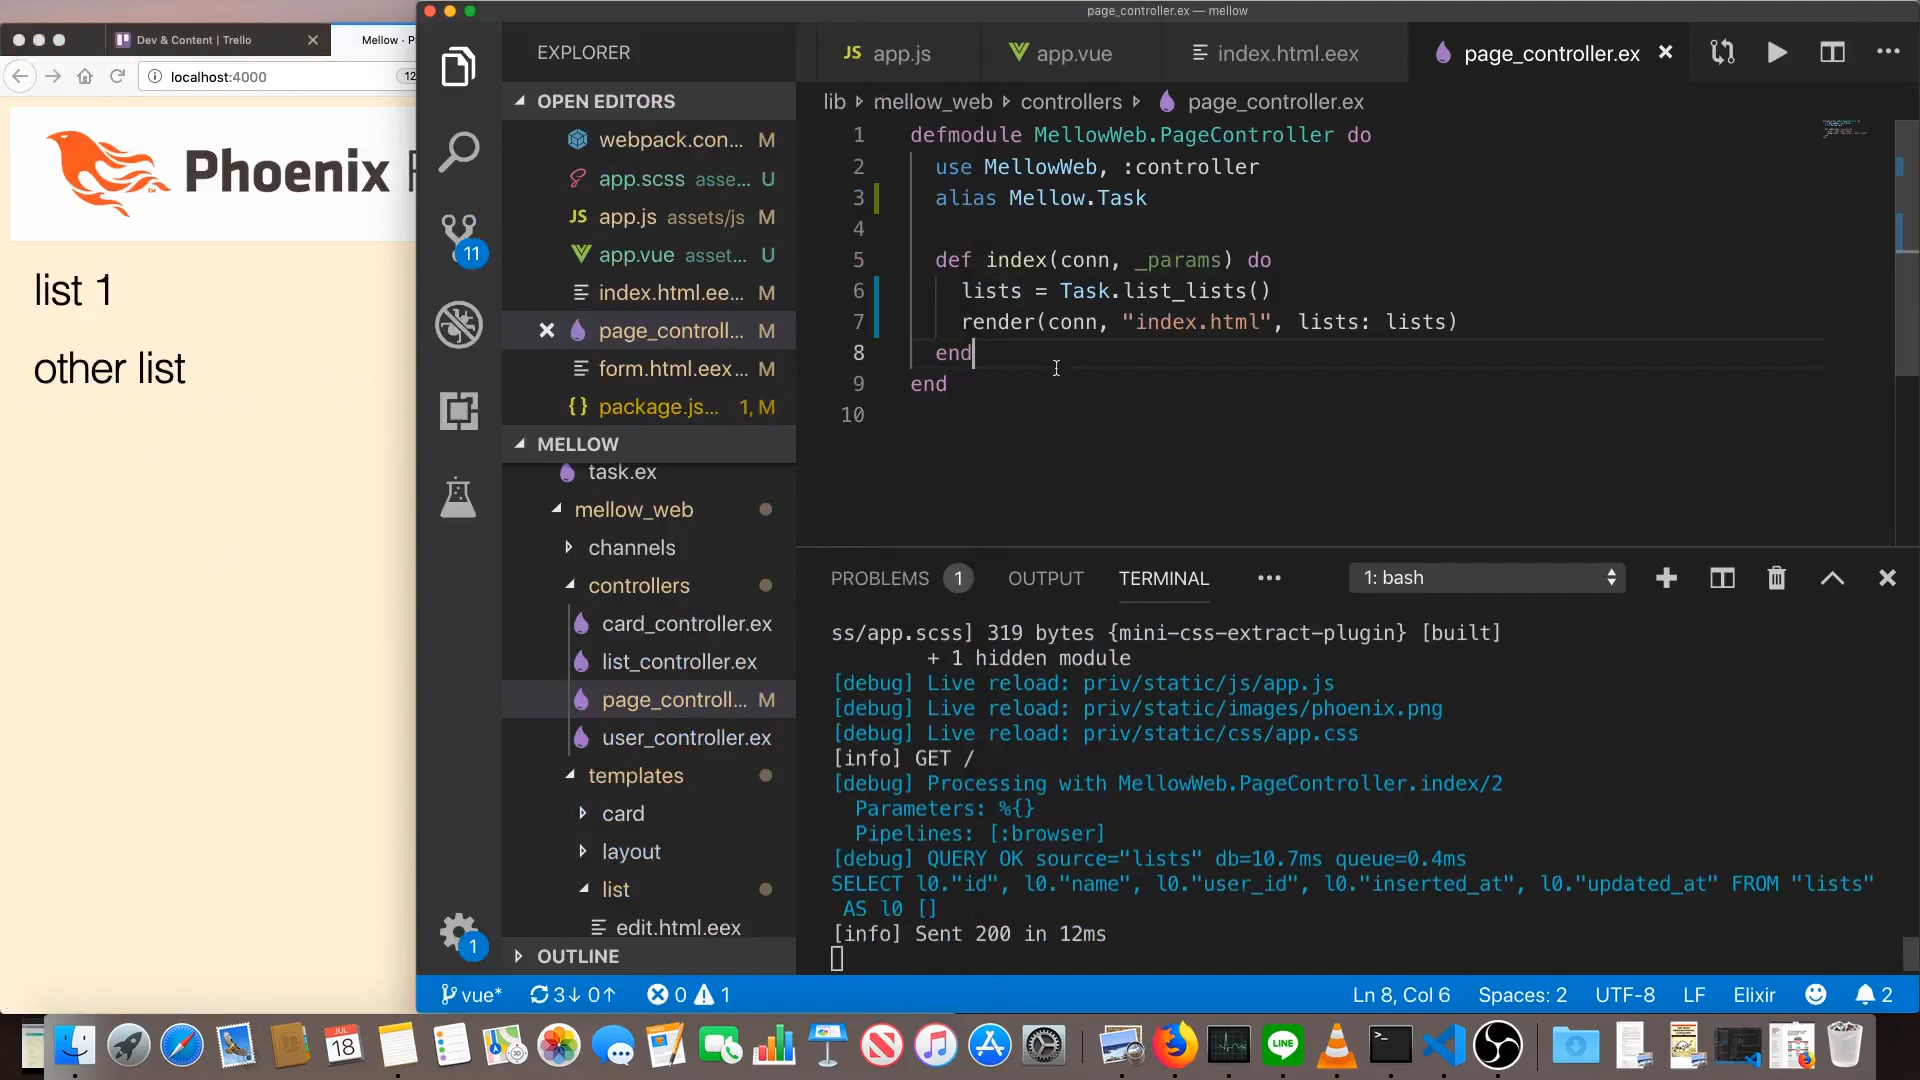 page_controller.ex — mellow
Dev & Content | Trello
Mellow · P
localhost:4000
12
Phoenix
list 1
other list
EXPLORER
OPEN EDITORS
webpack.con... M
app.scss asse... U
app.js assets/js M
app.vue asset... U
index.html.ee... M
page_controll... M
form.html.eex... M
package.js... 1, M
MELLOW
task.ex
mellow_web
channels
controllers
card_controller.ex
list_controller.ex
page_controll... M
user_controller.ex
templates
card
layout
list
edit.html.eex
OUTLINE
11
1
JS app.js
app.vue
index.html.eex
page_controller.ex
lib mellow_web controllers page_controller.ex
1 defmodule MellowWeb.PageController do
2 use MellowWeb, :controller
3 alias Mellow.Task
4
5 def index(conn, _params) do
6 lists = Task.list_lists()
7 render(conn, "index.html", lists: lists)
8 end
9 end
10
PROBLEMS 1 OUTPUT TERMINAL ••• 1: bash
ss/app.scss] 319 bytes {mini-css-extract-plugin} [built]
+ 1 hidden module
[debug] Live reload: priv/static/js/app.js
[debug] Live reload: priv/static/images/phoenix.png
[debug] Live reload: priv/static/css/app.css
[info] GET /
[debug] Processing with MellowWeb.PageController.index/2
Parameters: %{}
Pipelines: [:browser]
[debug] QUERY OK source="lists" db=10.7ms queue=0.4ms
SELECT l0."id", l0."name", l0."user_id", l0."inserted_at", l0."updated_at" FROM "lists"
AS l0 []
[info] Sent 200 in 12ms
vue* 3↓ 0↑ 0 1 Ln 8, Col 6 Spaces: 2 UTF-8 LF Elixir 2
JUL
18
LINE